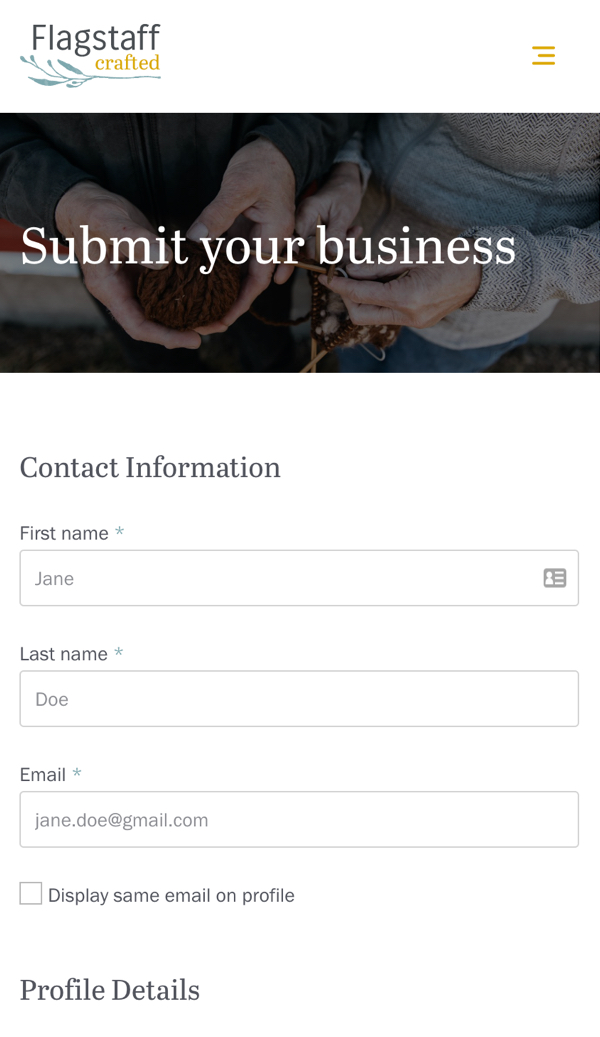 Flagstaff
crafted
Submit your business
Contact Information
First name *
Jane
Last name *
Doe
Email *
jane.doe@gmail.com
Display same email on profile
Profile Details